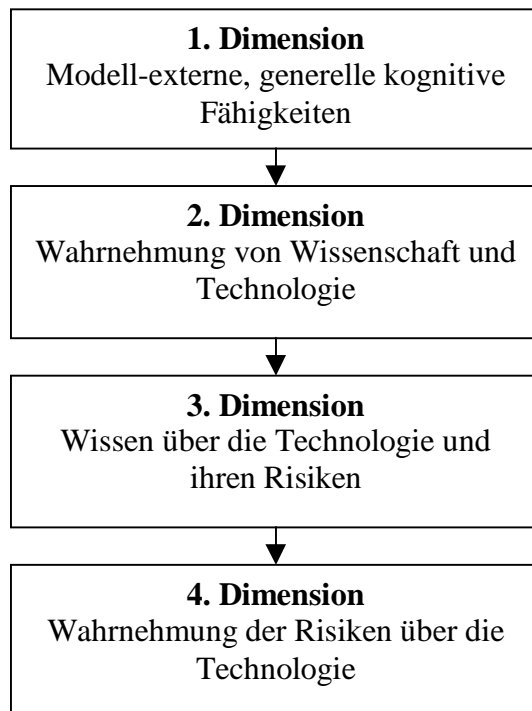 1. Dimension
Modell-externe, generelle kognitive
Fähigkeiten
2. Dimension
Wahrnehmung von Wissenschaft und
Technologie
3. Dimension
Wissen über die Technologie und
ihren Risiken
4. Dimension
Wahrnehmung der Risiken über die
Technologie